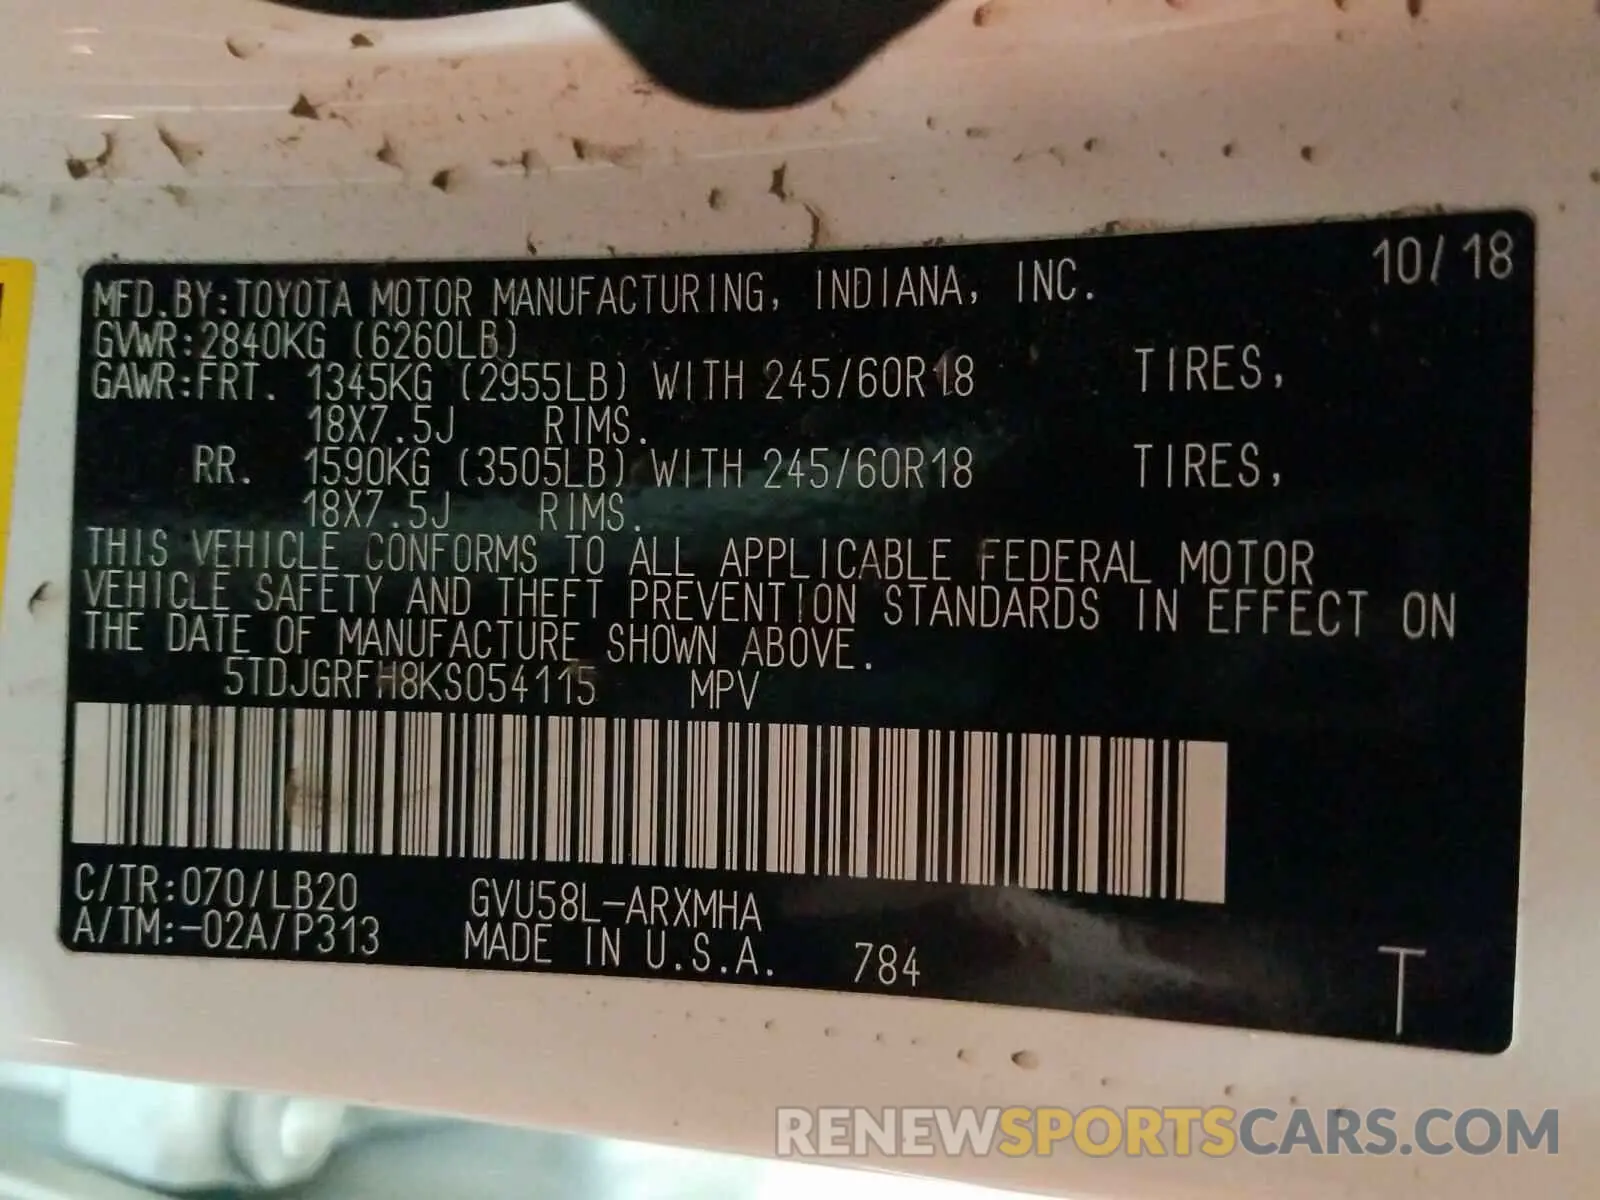 10/18
MFD.BY:TOYOTA MOTOR MANUFACTURING, INDIANA, INC.
GVWR:2840KG (6260LB)
GAWR:FRT. 1345KG (2955LB) WITH 245/60R18 TIRES,
18X7.5J RIMS.
RR. 1590KG (3505LB) WITH 245/60R18 TIRES,
18X7.5J RIMS.
THIS VEHICLE CONFORMS TO ALL APPLICABLE FEDERAL MOTOR
VEHICLE SAFETY AND THEFT PREVENTION STANDARDS IN EFFECT ON
THE DATE OF MANUFACTURE SHOWN ABOVE.
5TDJGRFH8KS054115 MPV
C/TR:070/LB20 GVU58L-ARXMHA
A/TM:-02A/P313 MADE IN U.S.A. 784
T
RENEWSPORTSCARS.COM